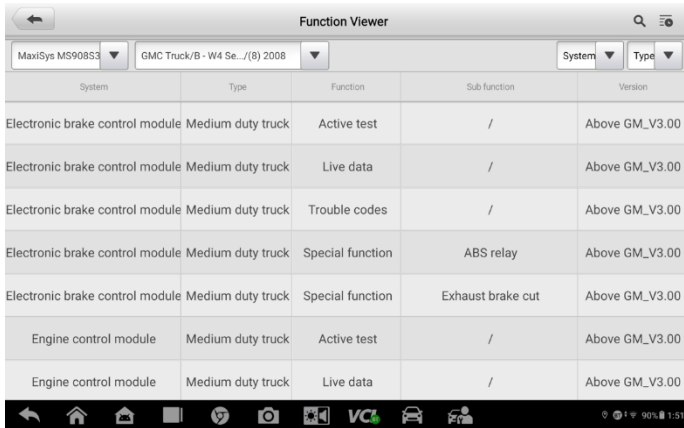 Function Viewer
MaxiSys MS908S3 GMC Truck/B - W4 Se.../(8) 2008 System Type
System Type Function Sub function Version
Electronic brake control module Medium duty truck Active test / Above GM_V3.00
Electronic brake control module Medium duty truck Live data / Above GM_V3.00
Electronic brake control module Medium duty truck Trouble codes / Above GM_V3.00
Electronic brake control module Medium duty truck Special function ABS relay Above GM_V3.00
Electronic brake control module Medium duty truck Special function Exhaust brake cut Above GM_V3.00
Engine control module Medium duty truck Active test / Above GM_V3.00
Engine control module Medium duty truck Live data / Above GM_V3.00
VCI 90% 1:51